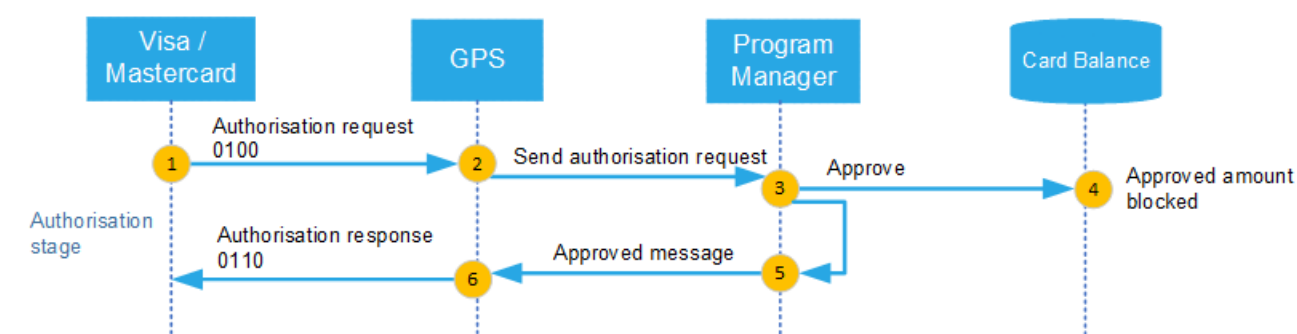 Visa /
Mastercard
GPS
Program
Manager
Card Balance
Authorisation request
0100
1
2
Send authorisation request
3
Approve
4
Approved amount
blocked
Authorisation
stage
Authorisation response
0110
6
Approved message
5